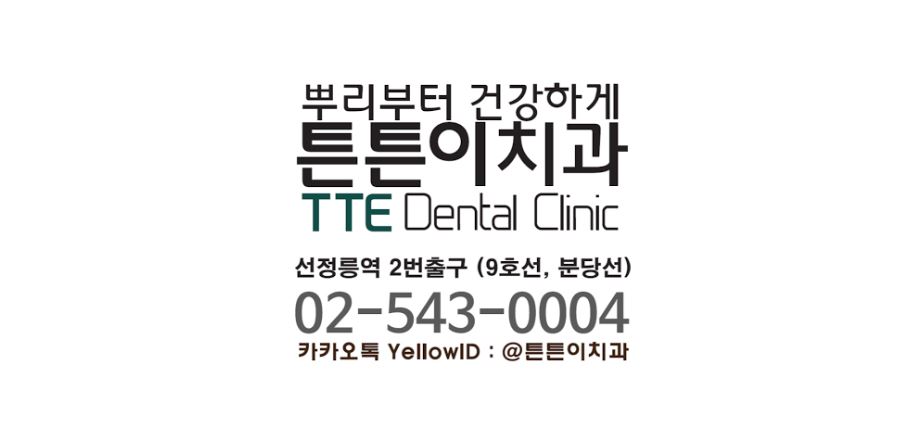 뿌리부터 건강하게
튼튼이치과
TTE Dental Clinic
선정릉역 2번출구 (9호선, 분당선)
02-543-0004
카카오톡 YellowID : @튼튼이치과